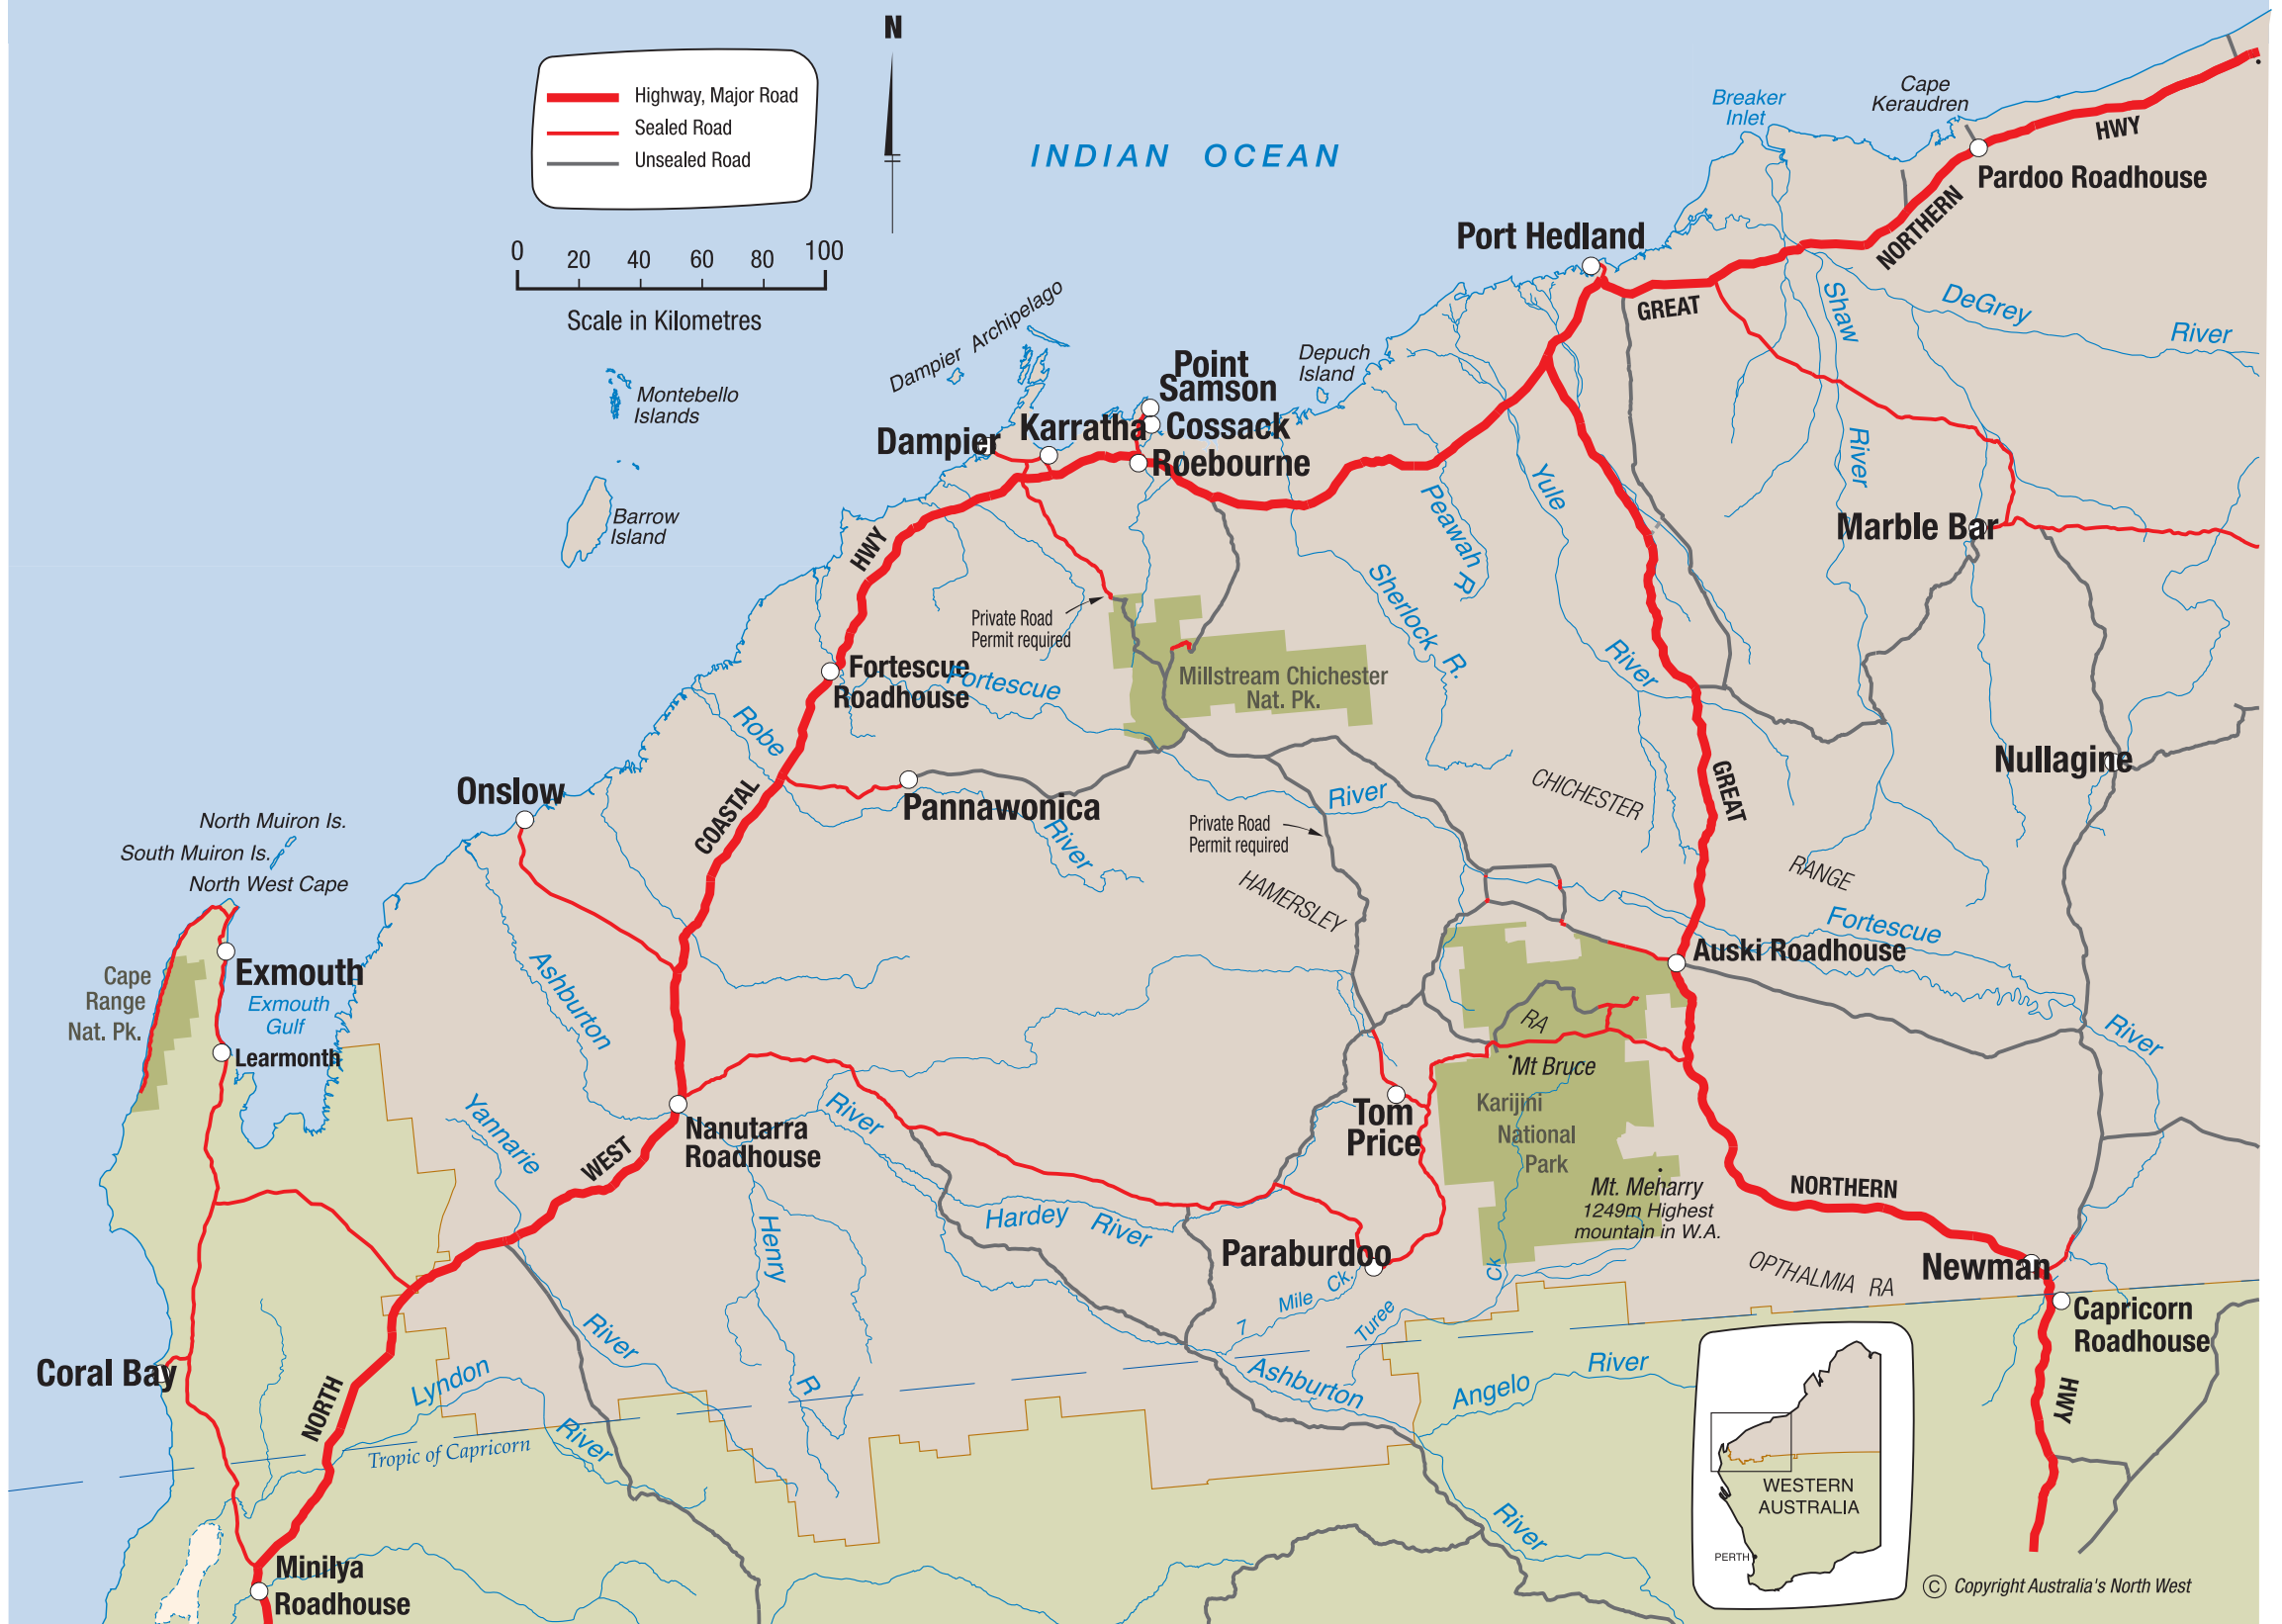 N
Highway, Major Road
Sealed Road
Unsealed Road
0
20
40
60
80
100
Scale in Kilometres
INDIAN OCEAN
Breaker
Inlet
Cape
Keraudren
HWY
Pardoo Roadhouse
NORTHERN
Port Hedland
GREAT
Shaw
River
DeGrey
River
Dampier Archipelago
Montebello
Islands
Barrow
Island
Depuch
Island
Point
Samson
Cossack
Karratha
Dampier
Roebourne
HWY
Peawah R
Yule
River
Sherlock R.
Marble Bar
Private Road
Permit required
Millstream Chichester
Nat. Pk.
Fortescue
Roadhouse
Fortescue
River
Robe
River
COASTAL
Pannawonica
Onslow
Private Road
Permit required
CHICHESTER
RANGE
GREAT
Nullagine
HAMERSLEY
RA
North Muiron Is.
South Muiron Is.
North West Cape
Exmouth
Exmouth
Gulf
Cape
Range
Nat. Pk.
Learmonth
Ashburton
River
Auski Roadhouse
Fortescue
River
Mt Bruce
Karijini
National
Park
Tom
Price
Mt. Meharry
1249m Highest
mountain in W.A.
NORTHERN
Yannarie
River
Nanutarra
Roadhouse
WEST
Henry
R
Hardey River
Paraburdoo
7 Mile Ck.
Turee
Ck
OPTHALMIA RA
Newman
Capricorn
Roadhouse
HWY
Coral Bay
NORTH
Lyndon
River
Tropic of Capricorn
Ashburton
River
Angelo
River
Minilya
Roadhouse
WESTERN
AUSTRALIA
PERTH
© Copyright Australia's North West